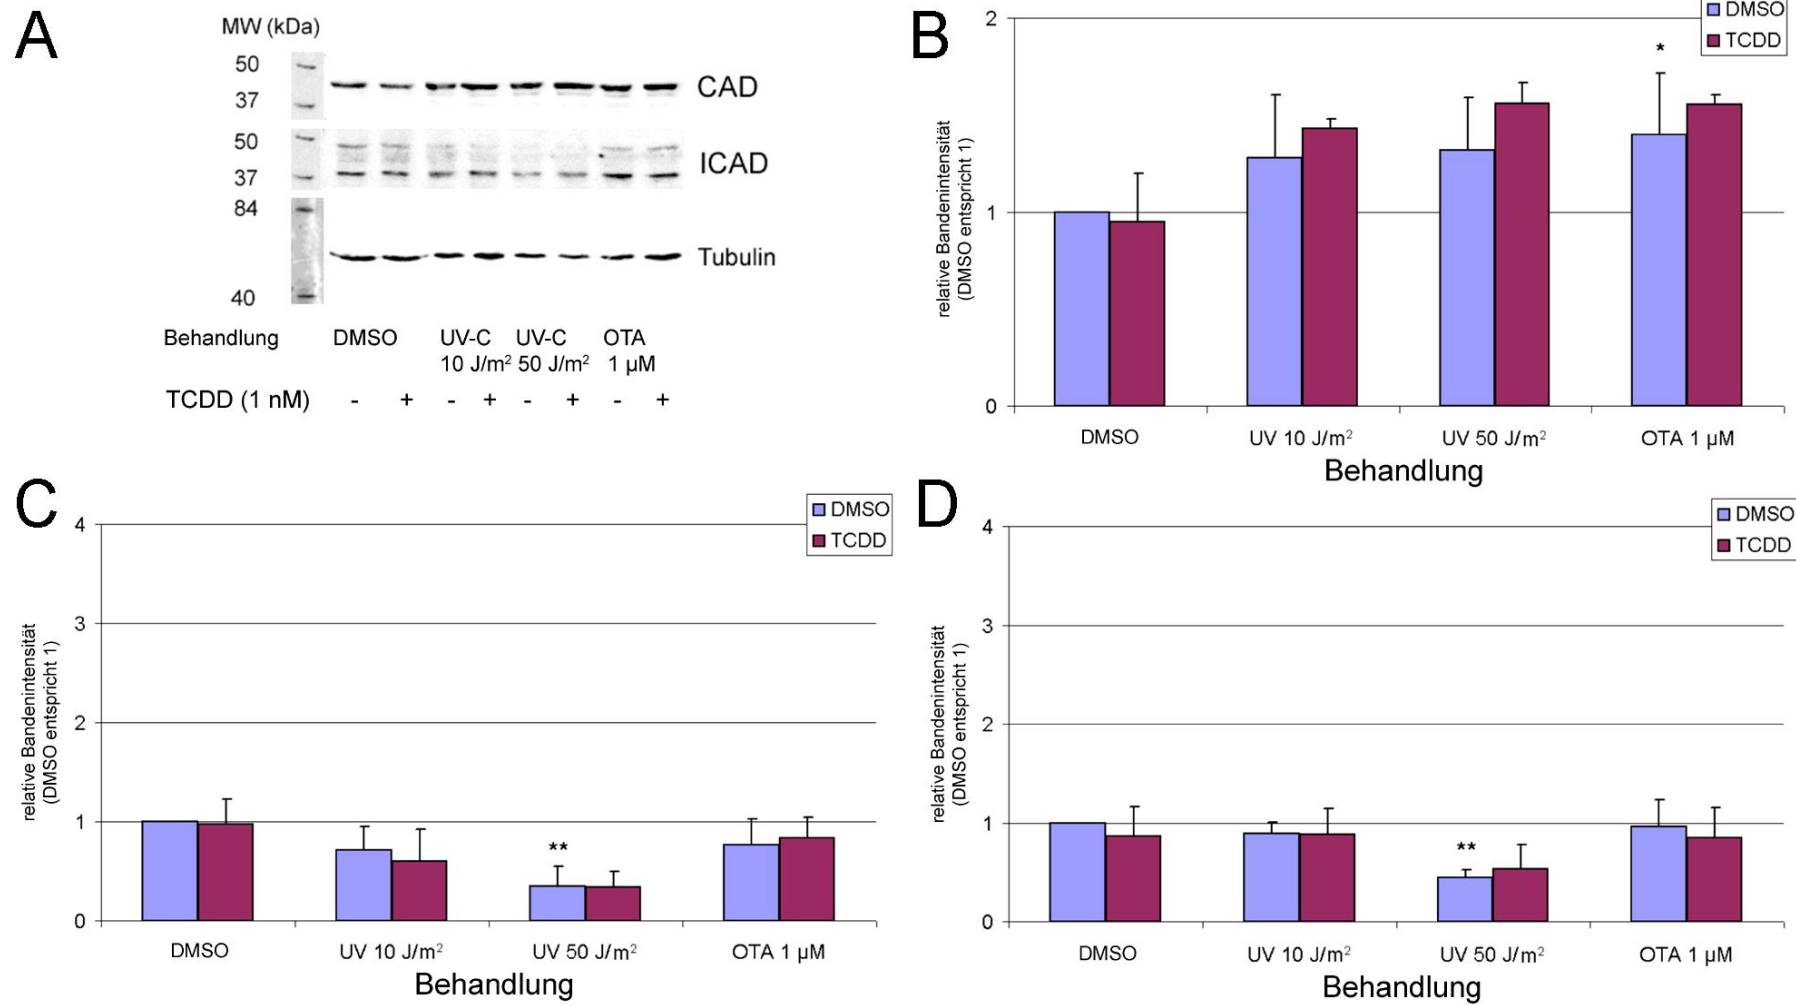 A
MW (kDa)
50
37
CAD
50
37
ICAD
84
40
Tubulin
Behandlung DMSO UV-C UV-C OTA
10 J/m² 50 J/m² 1 µM
TCDD (1 nM) - + - + - + - +
B
DMSO
TCDD
2
1
0
*
relative Bandenintensität
(DMSO entspricht 1)
DMSO UV 10 J/m² UV 50 J/m² OTA 1 µM
Behandlung
C
DMSO
TCDD
4
3
2
1
0
**
relative Bandenintensität
(DMSO entspricht 1)
DMSO UV 10 J/m² UV 50 J/m² OTA 1 µM
Behandlung
D
DMSO
TCDD
4
3
2
1
0
**
relative Bandenintensität
(DMSO entspricht 1)
DMSO UV 10 J/m² UV 50 J/m² OTA 1 µM
Behandlung